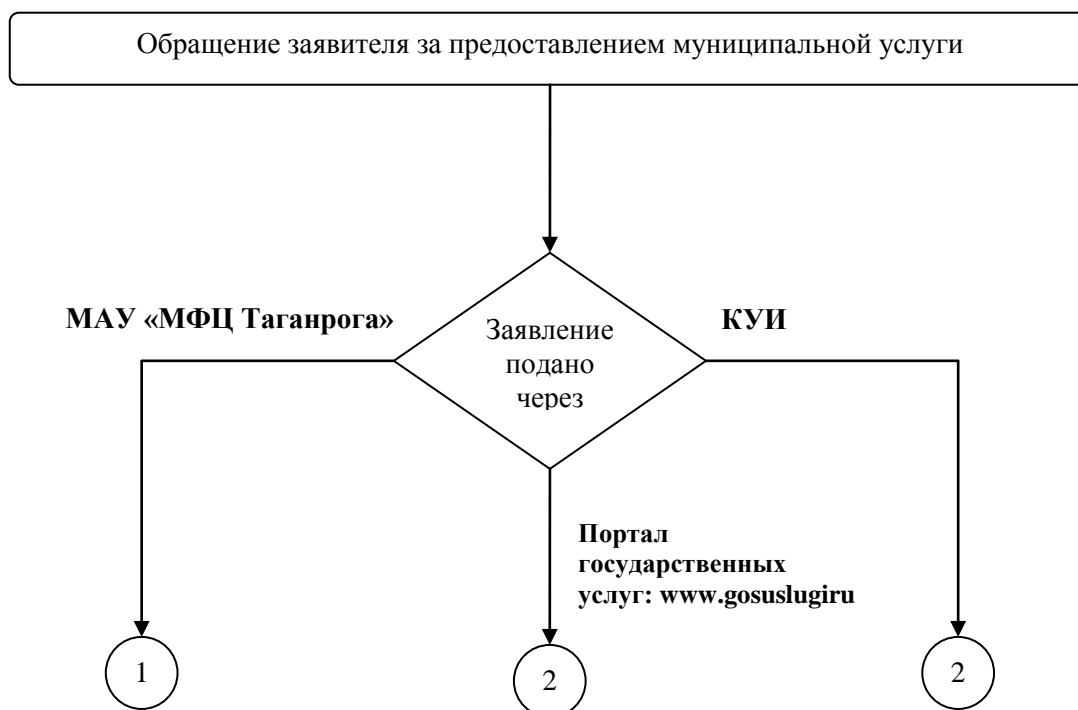 Обращение заявителя за предоставлением муниципальной услуги
МАУ «МФЦ Таганрога»
Заявление
подано
через
КУИ
Портал
государственных
услуг: www.gosuslugiru
1
2
2